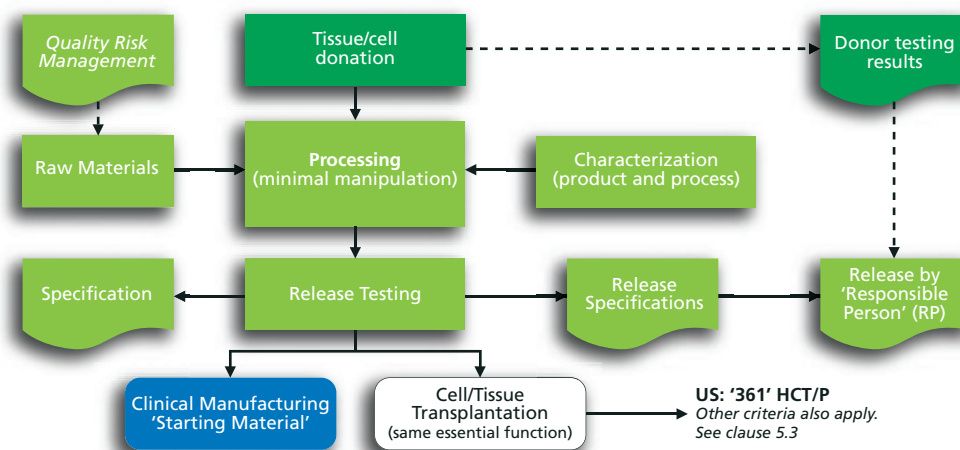 Quality Risk
Management
Tissue/cell
donation
Donor testing
results
Raw Materials
Processing
(minimal manipulation)
Characterization
(product and process)
Specification
Release Testing
Release
Specifications
Release by
‘Responsible
Person’ (RP)
Clinical Manufacturing
‘Starting Material’
Cell/Tissue
Transplantation
(same essential function)
US: ‘361’ HCT/P
Other criteria also apply.
See clause 5.3